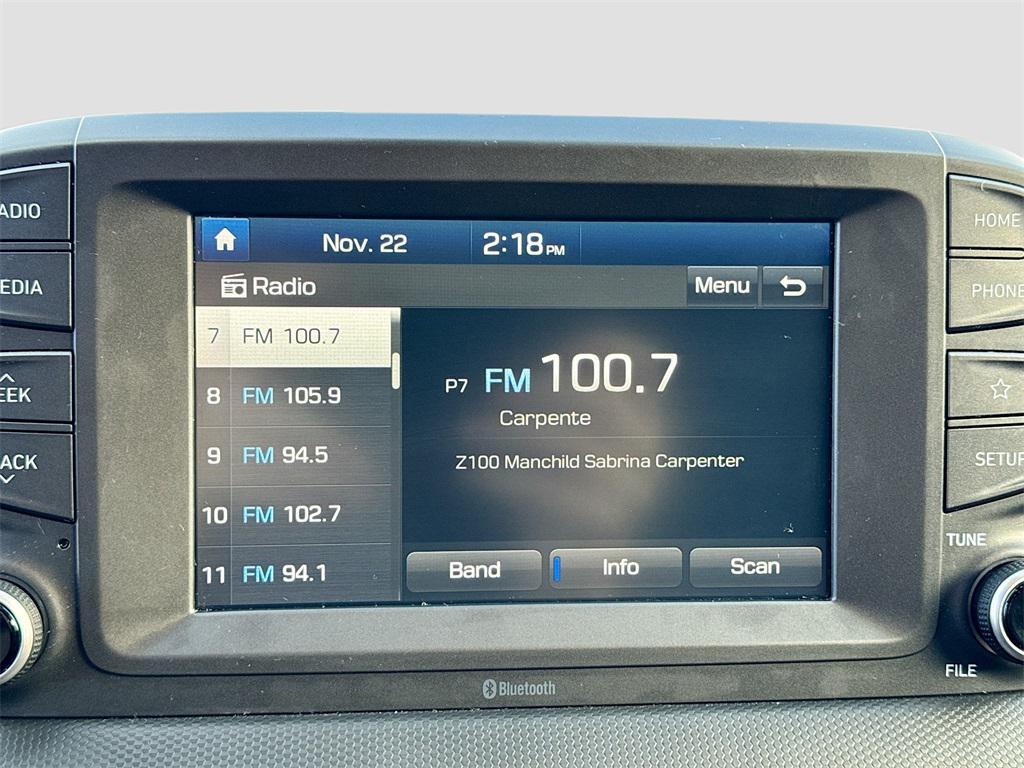 Nov. 22 2:18PM
Radio Menu
7 FM 100.7
8 FM 105.9
9 FM 94.5
10 FM 102.7
11 FM 94.1
P7 FM 100.7
Carpente
Z100 Manchild Sabrina Carpenter
Band Info Scan
ADIO
EDIA
EEK
ACK
HOME
PHONE
SETUP
TUNE
FILE
Bluetooth